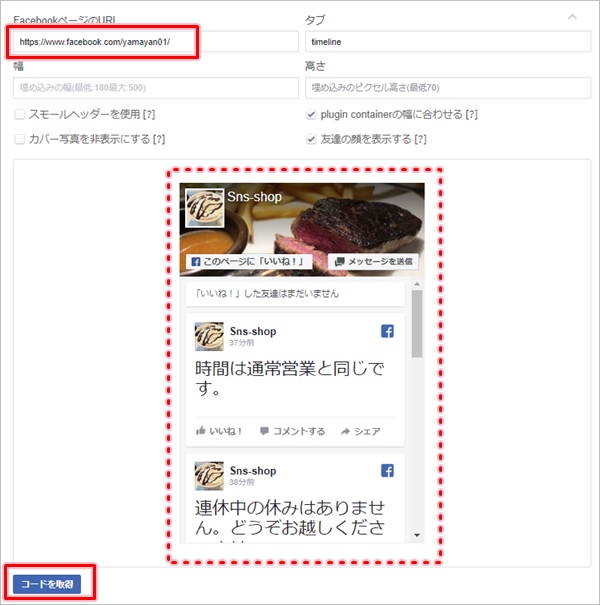 FacebookページのURL タブ
https://www.facebook.com/yamayan01/ timeline
幅 高さ
埋め込みの幅(最低:180最大:500) 埋め込みのピクセル高さ(最低70)
スモールヘッダーを使用 [?] plugin containerの幅に合わせる [?]
カバー写真を非表示にする [?] 友達の顔を表示する [?]
Sns-shop
このページに「いいね！」 メッセージを送信
「いいね！」した友達はまだいません
Sns-shop
37分前
時間は通常営業と同じで
す。
いいね！ コメントする シェア
Sns-shop
38分前
連休中の休みはありませ
ん。どうぞお越しくださ
コードを取得